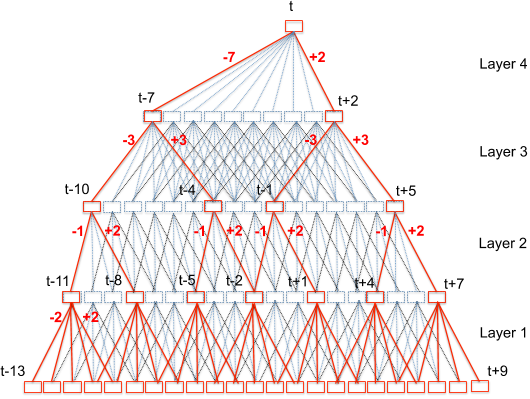 t
-7 +2 Layer 4
t-7 t+2
-3 +3 -3 +3 Layer 3
t-10 t-4 t-1 t+5
-1 +2 -1 +2 -1 +2 -1 +2 Layer 2
t-11 t-8 t-5 t-2 t+1 t+4 t+7
-2 +2 Layer 1
t-13 t+9